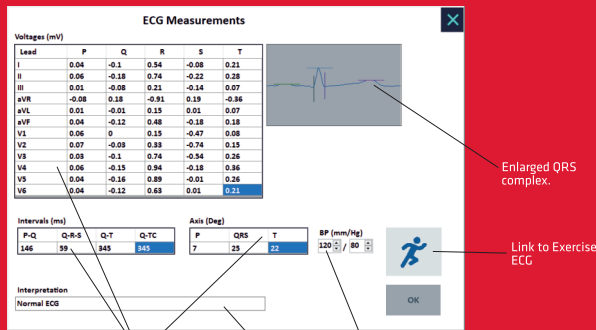 ECG Measurements
X
Voltages (mV)
Lead P Q R S T
I 0.04 -0.1 0.54 -0.08 0.21
II 0.06 -0.18 0.74 -0.22 0.28
III 0.01 -0.08 0.21 -0.14 0.07
aVR -0.08 0.18 -0.91 0.19 -0.36
aVL 0.01 -0.01 0.15 0.01 0.07
aVF 0.04 -0.12 0.48 -0.18 0.18
V1 0.06 0 0.15 -0.47 0.08
V2 0.07 -0.03 0.33 -0.74 0.15
V3 0.03 -0.1 0.74 -0.54 0.26
V4 0.06 -0.15 0.94 -0.18 0.36
V5 0.04 -0.16 0.89 -0.01 0.26
V6 0.04 -0.12 0.63 0.01 0.21
Enlarged QRS
complex.
Intervals (ms)
P-Q Q-R-S Q-T Q-TC
146 59 345 345
Axis (Deg)
P QRS T
7 25 22
BP (mm/Hg)
120 / 80
Link to Exercise
ECG
Interpretation
Normal ECG
OK